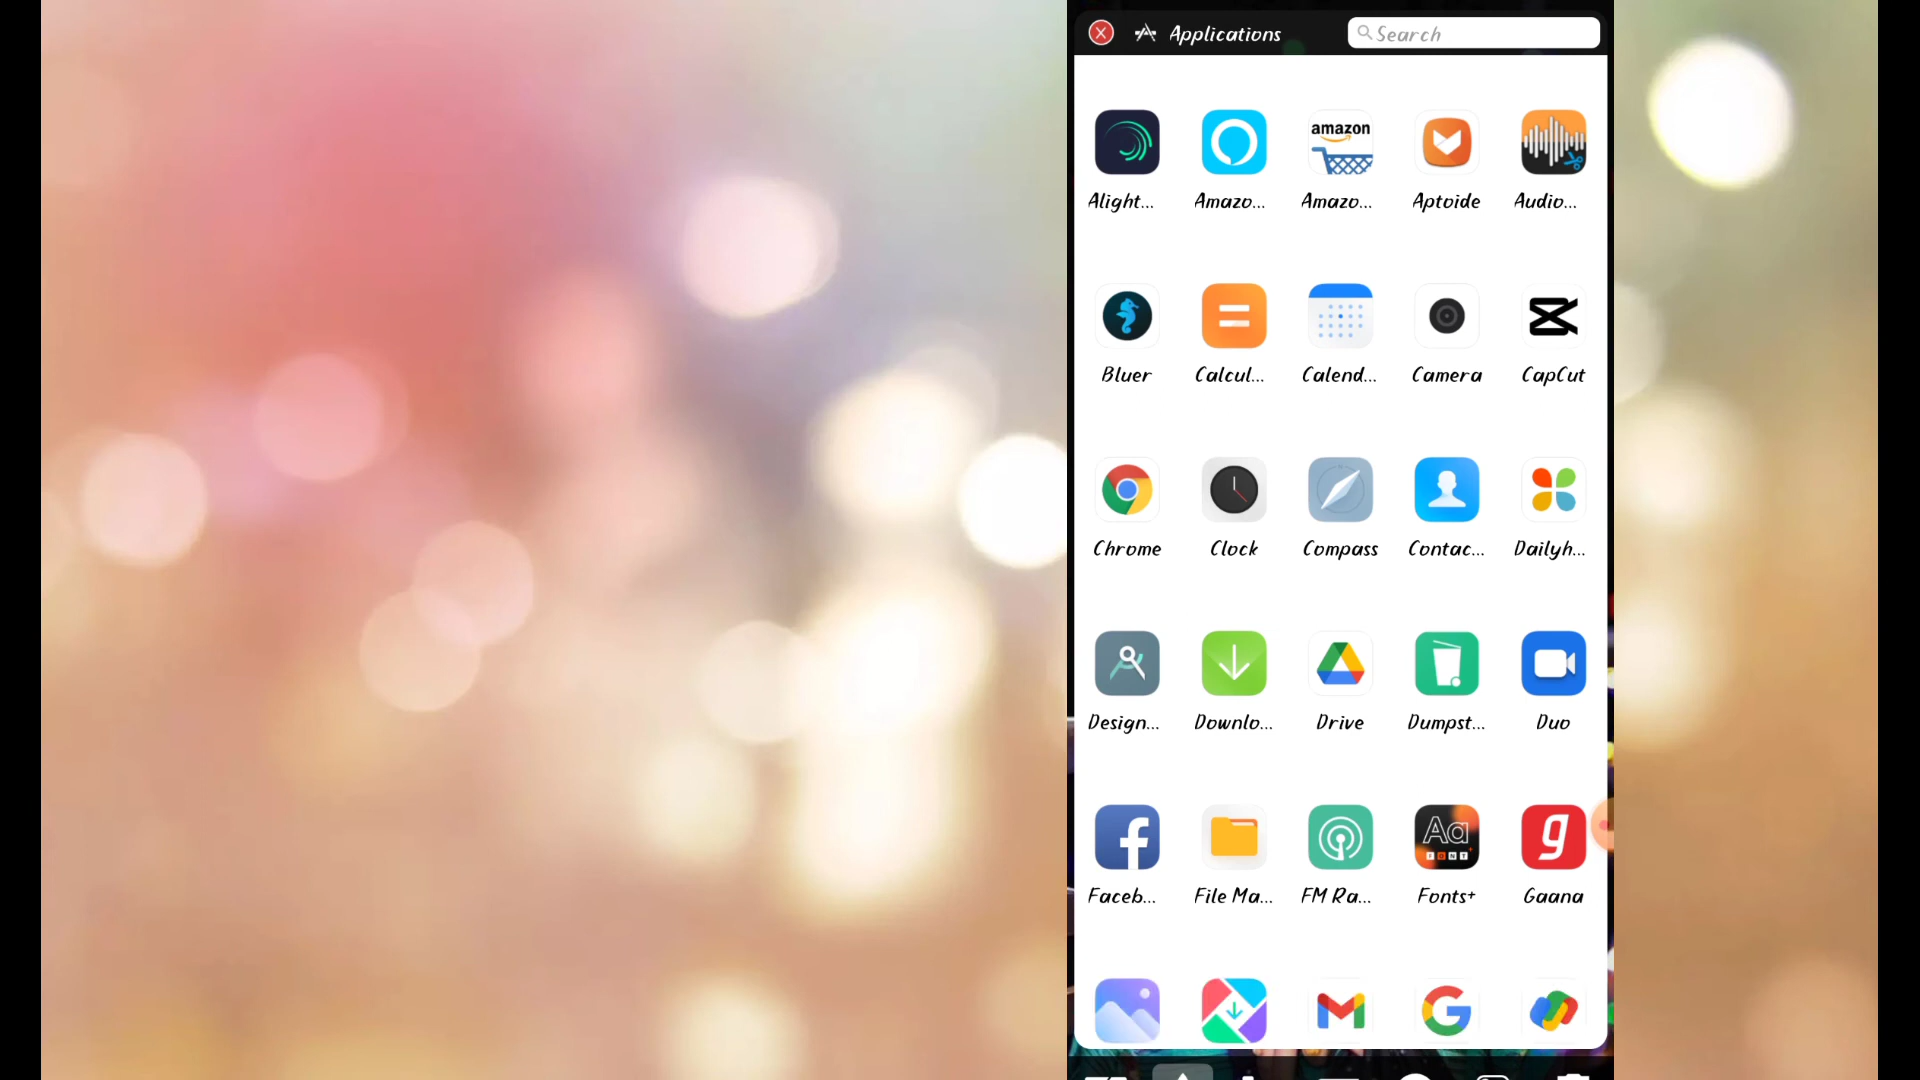 Applications
Search
amazon
Alight... Amazo... Amazo... Aptoide Audio...
Bluer Calcul... Calend... Camera CapCut
Chrome Clock Compass Contac... Dailyh...
Design... Downlo... Drive Dumpst... Duo
Aa
FONT
Faceb... File Ma... FM Ra... Fonts+ Gaana